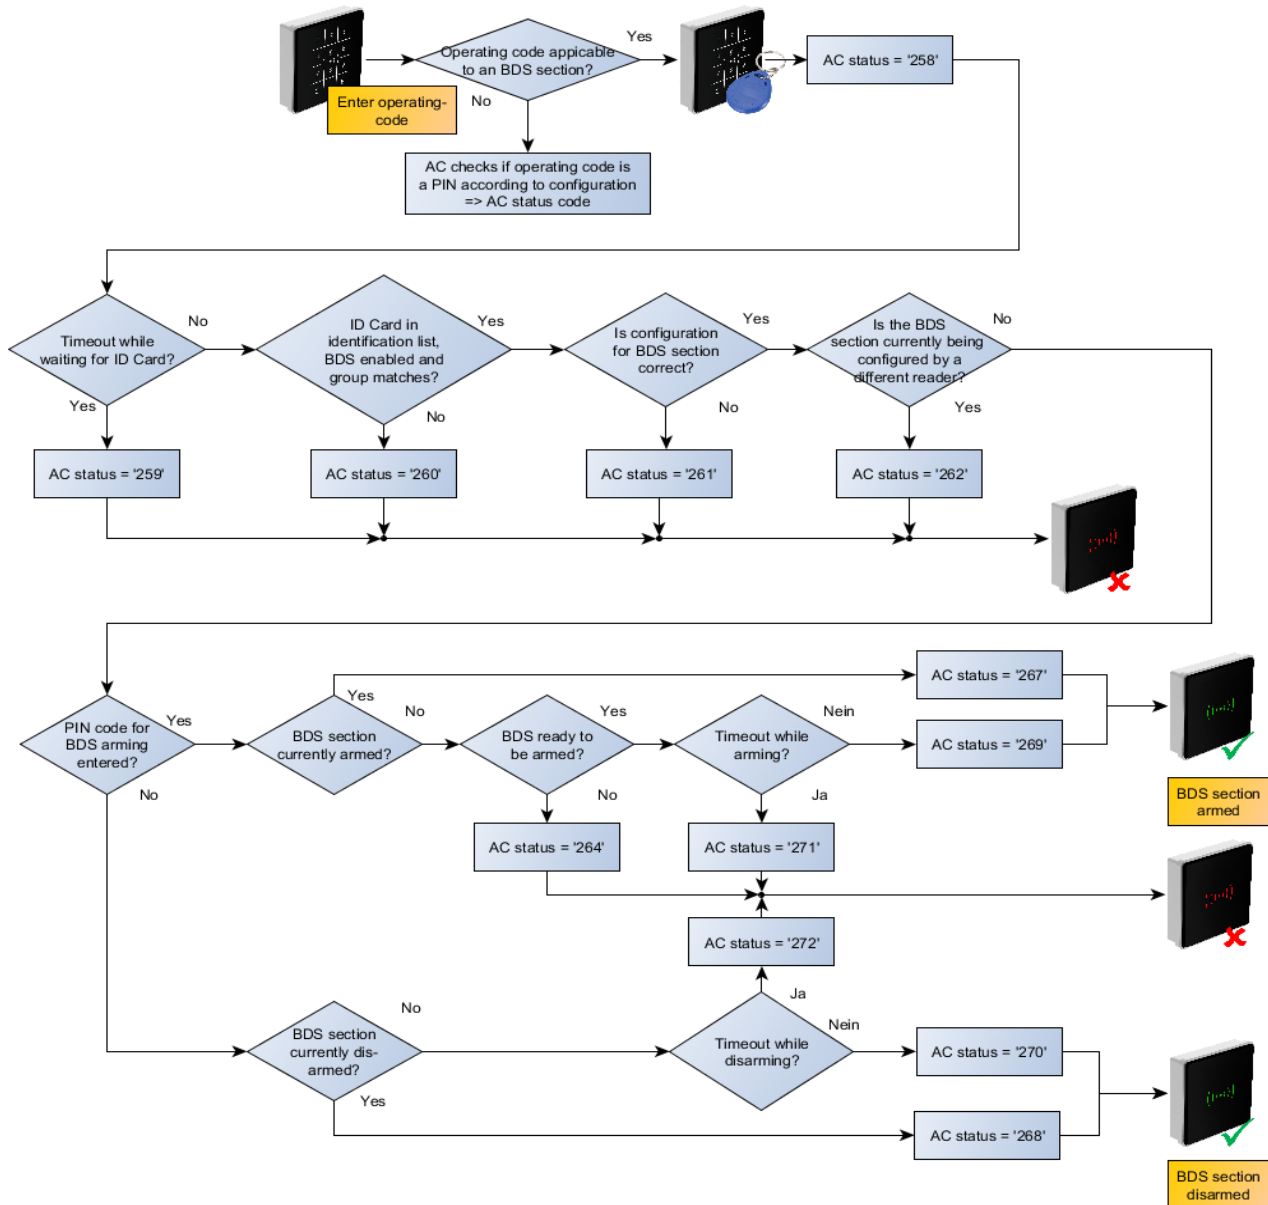 Yes
Operating code appicable
to an BDS section?
AC status = '258'
No
Enter operating-
code
AC checks if operating code is
a PIN according to configuration
=> AC status code
No
Yes
Yes
No
Timeout while
waiting for ID Card?
ID Card in
identification list,
BDS enabled and
group matches?
Is configuration
for BDS section
correct?
Is the BDS
section currently being
configured by a
different reader?
Yes
No
No
Yes
AC status = '259'
AC status = '260'
AC status = '261'
AC status = '262'
AC status = '267'
Yes
No
Yes
Nein
Yes
PIN code for
BDS arming
entered?
BDS section
currently armed?
BDS ready to
be armed?
Timeout while
arming?
AC status = '269'
No
No
Ja
BDS section
armed
AC status = '264'
AC status = '271'
AC status = '272'
Ja
No
Nein
BDS section
currently dis-
armed?
Timeout while
disarming?
AC status = '270'
Yes
AC status = '268'
BDS section
disarmed